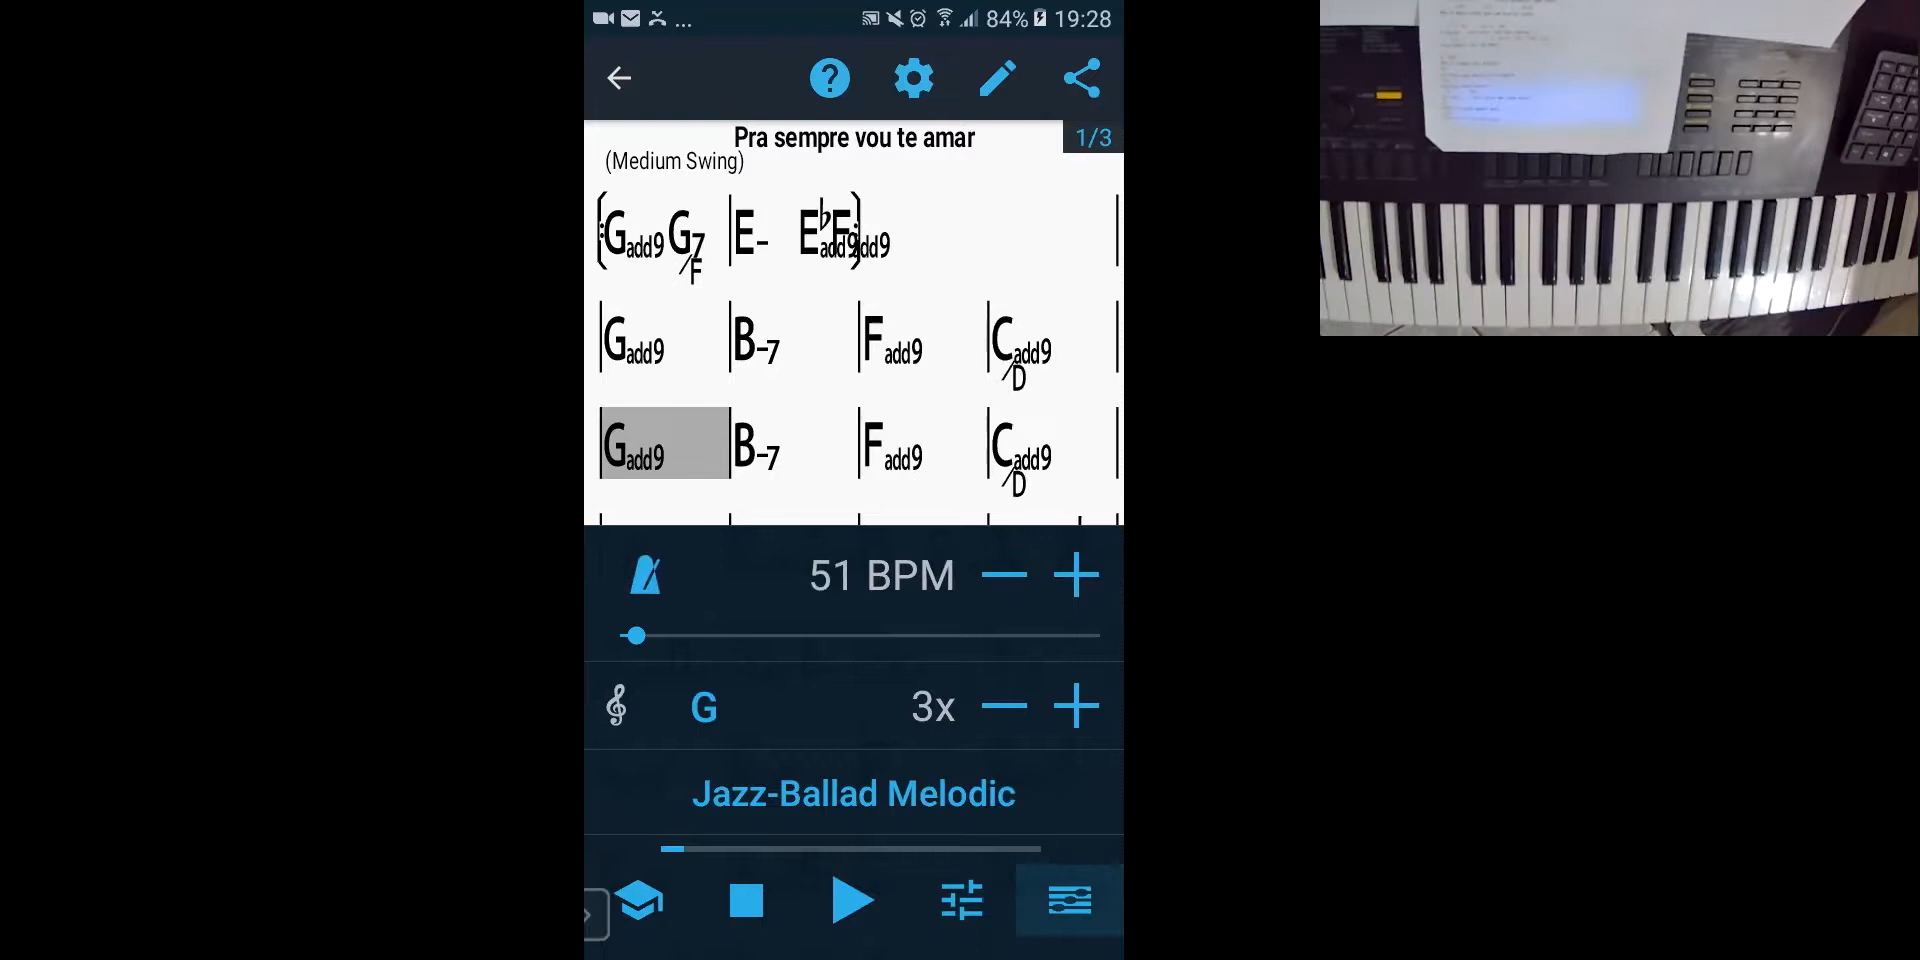 ... 84% 19:28
Pra sempre vou te amar 1/3
(Medium Swing)
Gadd9 G7/F E- E♭add9 Fadd9
Gadd9 B-7 Fadd9 Cadd9/D
Gadd9 B-7 Fadd9 Cadd9/D
51 BPM
G 3x
Jazz-Ballad Melodic